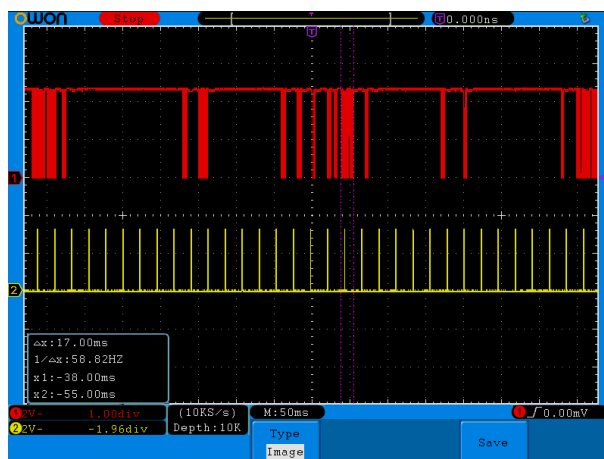 OWON Stop T 0.000ns
T
1
2
△x:17.00ms
1/△x:58.82HZ
x1:-38.00ms
x2:-55.00ms
1 2V~ 1.00div (10KS/s) M:50ms 1 0.00mV
2 2V~ -1.96div Depth:10K Type
Image
Save